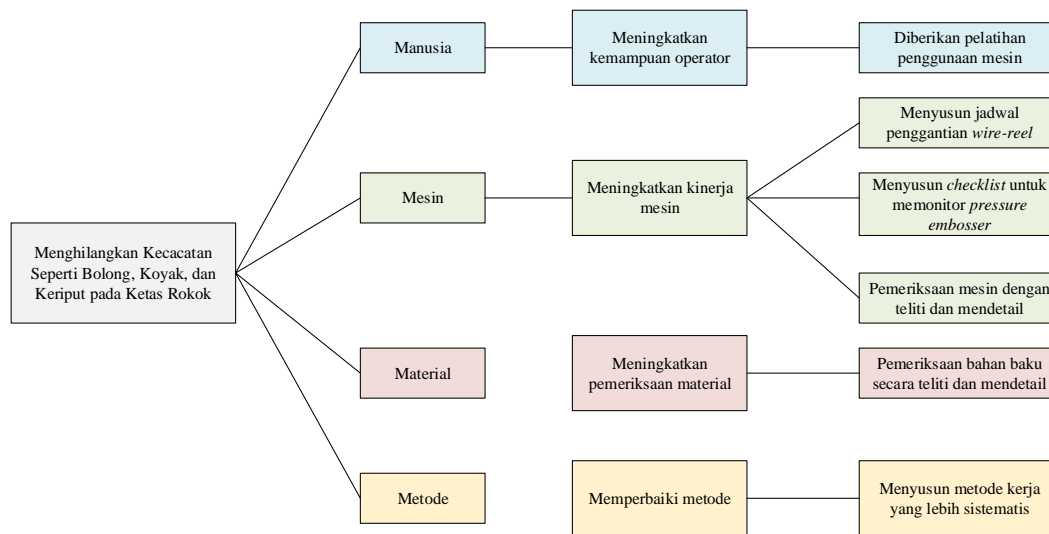 Manusia
Meningkatkan
kemampuan operator
Diberikan pelatihan
penggunaan mesin
Menyusun jadwal
penggantian wire-reel
Mesin
Meningkatkan kinerja
mesin
Menyusun checklist untuk
memonitor pressure
embosser
Menghilangkan Kecacatan
Seperti Bolong, Koyak, dan
Keriput pada Ketas Rokok
Pemeriksaan mesin dengan
teliti dan mendetail
Material
Meningkatkan
pemeriksaan material
Pemeriksaan bahan baku
secara teliti dan mendetail
Metode
Memperbaiki metode
Menyusun metode kerja
yang lebih sistematis